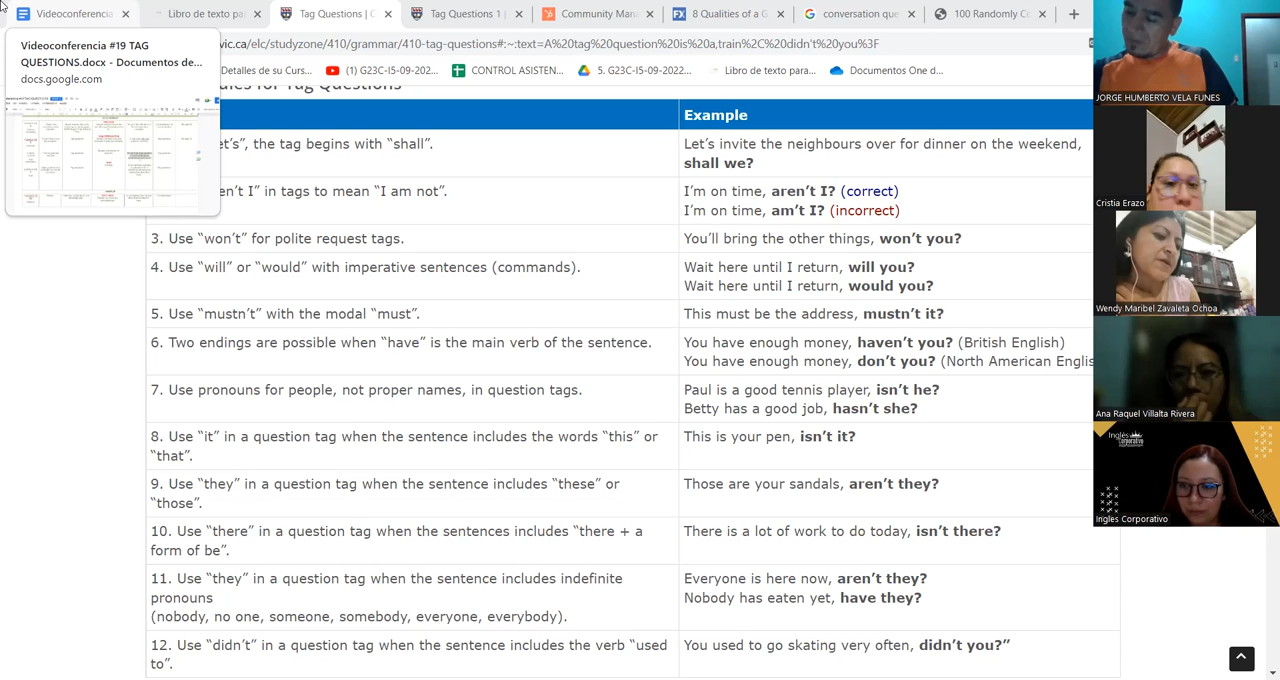 Videoconferencia
Libro de texto pa
Tag Questions | C
Tag Questions 1 |
Community Man
8 Qualities of a G
conversation que
100 Randomly C
Videoconferencia #19 TAG
QUESTIONS.docx - Documentos de...
docs.google.com
vic.ca/elc/studyzone/410/grammar/410-tag-questions#:~:text=A%20tag%20question%20is%20a,train%2C%20didn't%20you%3F
Detalles de su Curs...
(1) G23C-I5-09-202...
CONTROL ASISTEN...
5. G23C-I5-09-2022...
Libro de texto para...
Documentos One d...
ules for Tag Questions
Example
et's”, the tag begins with “shall”.
Let's invite the neighbours over for dinner on the weekend,
shall we?
en't I” in tags to mean “I am not”.
I'm on time, aren't I? (correct)
I'm on time, am't I? (incorrect)
3. Use “won't” for polite request tags.
You'll bring the other things, won't you?
4. Use “will” or “would” with imperative sentences (commands).
Wait here until I return, will you?
Wait here until I return, would you?
5. Use “mustn't” with the modal “must”.
This must be the address, mustn't it?
6. Two endings are possible when “have” is the main verb of the sentence.
You have enough money, haven't you? (British English)
You have enough money, don't you? (North American Englis
7. Use pronouns for people, not proper names, in question tags.
Paul is a good tennis player, isn't he?
Betty has a good job, hasn't she?
8. Use “it” in a question tag when the sentence includes the words “this” or
“that”.
This is your pen, isn't it?
9. Use “they” in a question tag when the sentence includes “these” or
“those”.
Those are your sandals, aren't they?
10. Use “there” in a question tag when the sentences includes “there + a
form of be”.
There is a lot of work to do today, isn't there?
11. Use “they” in a question tag when the sentence includes indefinite
pronouns
(nobody, no one, someone, somebody, everyone, everybody).
Everyone is here now, aren't they?
Nobody has eaten yet, have they?
12. Use “didn't” in a question tag when the sentence includes the verb “used
to”.
You used to go skating very often, didn't you?”
JORGE HUMBERTO VELA FUNES
Cristia Erazo
Wendy Maribel Zavaleta Ochoa
Ana Raquel Villalta Rivera
Inglés
Corporativo
Ingles Corporativo